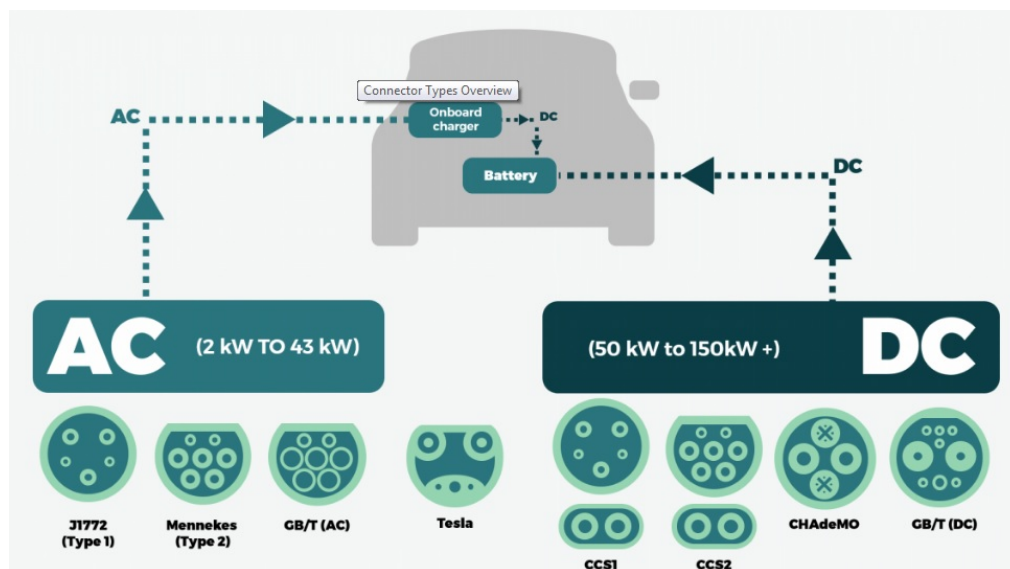 Connector Types Overview
AC
Onboard
charger
DC
Battery
DC
AC (2 kW TO 43 kW)
(50 kW to 150kW +) DC
J1772
(Type 1)
Mennekes
(Type 2)
GB/T (AC)
Tesla
CCS1
CCS2
CHAdeMO
GB/T (DC)